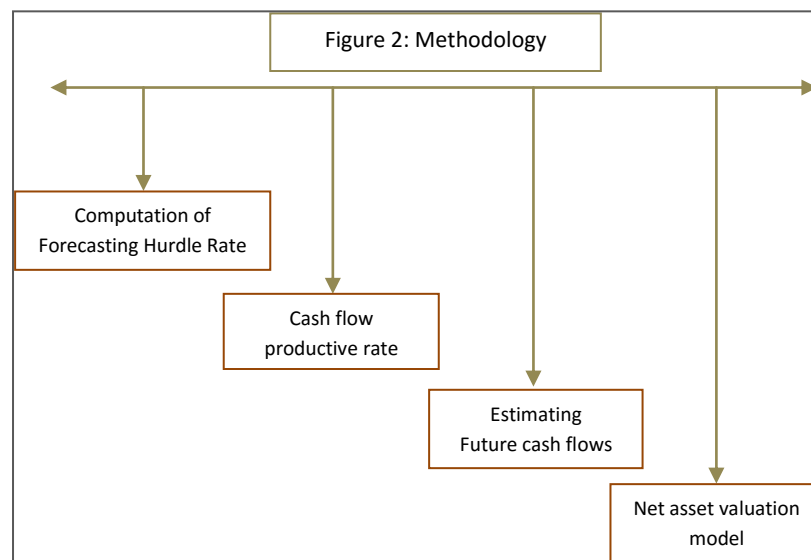 Figure 2: Methodology
Computation of
Forecasting Hurdle Rate
Cash flow
productive rate
Estimating
Future cash flows
Net asset valuation
model